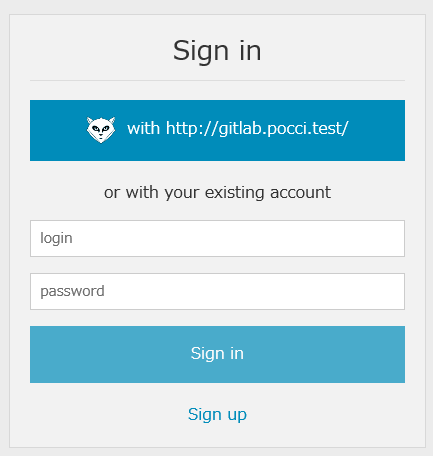 Sign in
with http://gitlab.pocci.test/
or with your existing account
login
password
Sign in
Sign up